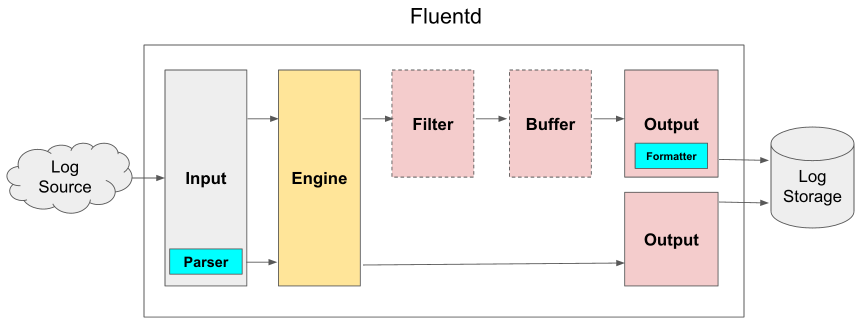 Fluentd
Log
Source
Input
Parser
Engine
Filter
Buffer
Output
Formatter
Output
Log
Storage